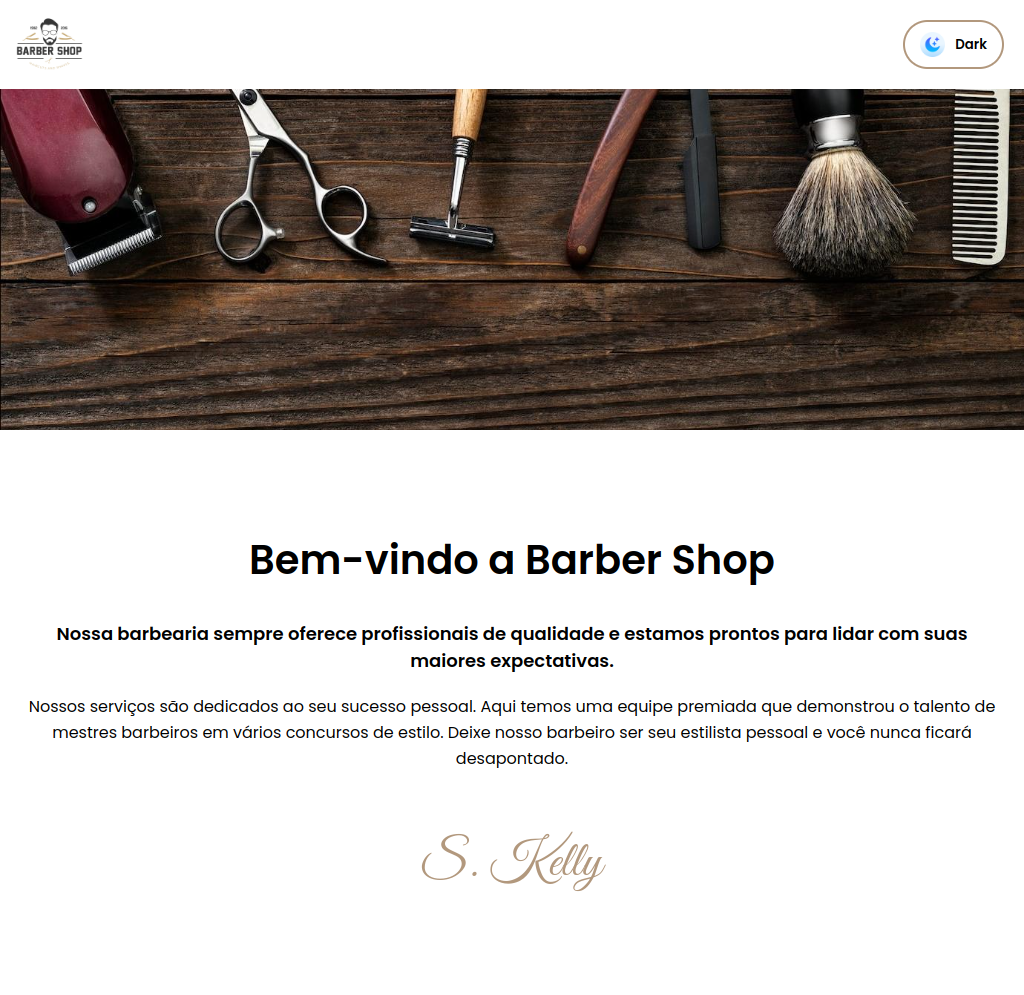 BARBER SHOP
Dark
Bem-vindo a Barber Shop
Nossa barbearia sempre oferece profissionais de qualidade e estamos prontos para lidar com suas
maiores expectativas.
Nossos serviços são dedicados ao seu sucesso pessoal. Aqui temos uma equipe premiada que demonstrou o talento de
mestres barbeiros em vários concursos de estilo. Deixe nosso barbeiro ser seu estilista pessoal e você nunca ficará
desapontado.
S. Kelly